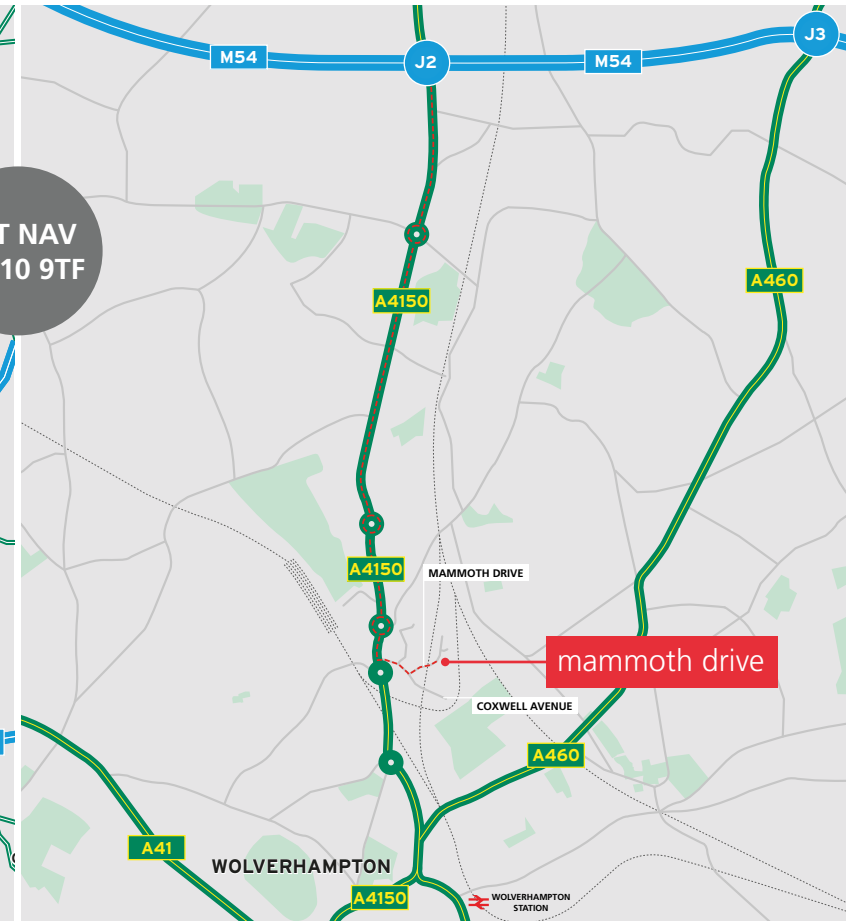 M54
J2
M54
J3
T NAV
10 9TF
A4150
A460
A4150
MAMMOTH DRIVE
mammoth drive
COXWELL AVENUE
A460
A41
WOLVERHAMPTON
A4150
WOLVERHAMPTON
STATION